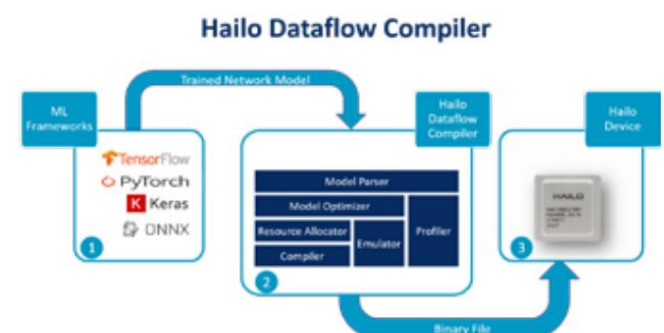 Hailo Dataflow Compiler
Trained Network Model
ML
Frameworks
TensorFlow
PyTorch
K Keras
ONNX
1
Hailo
Dataflow
Compiler
Model Parser
Model Optimizer
Resource Allocator
Compiler
Emulator
Profiler
2
Hailo
Device
HAILO
3
Binary File